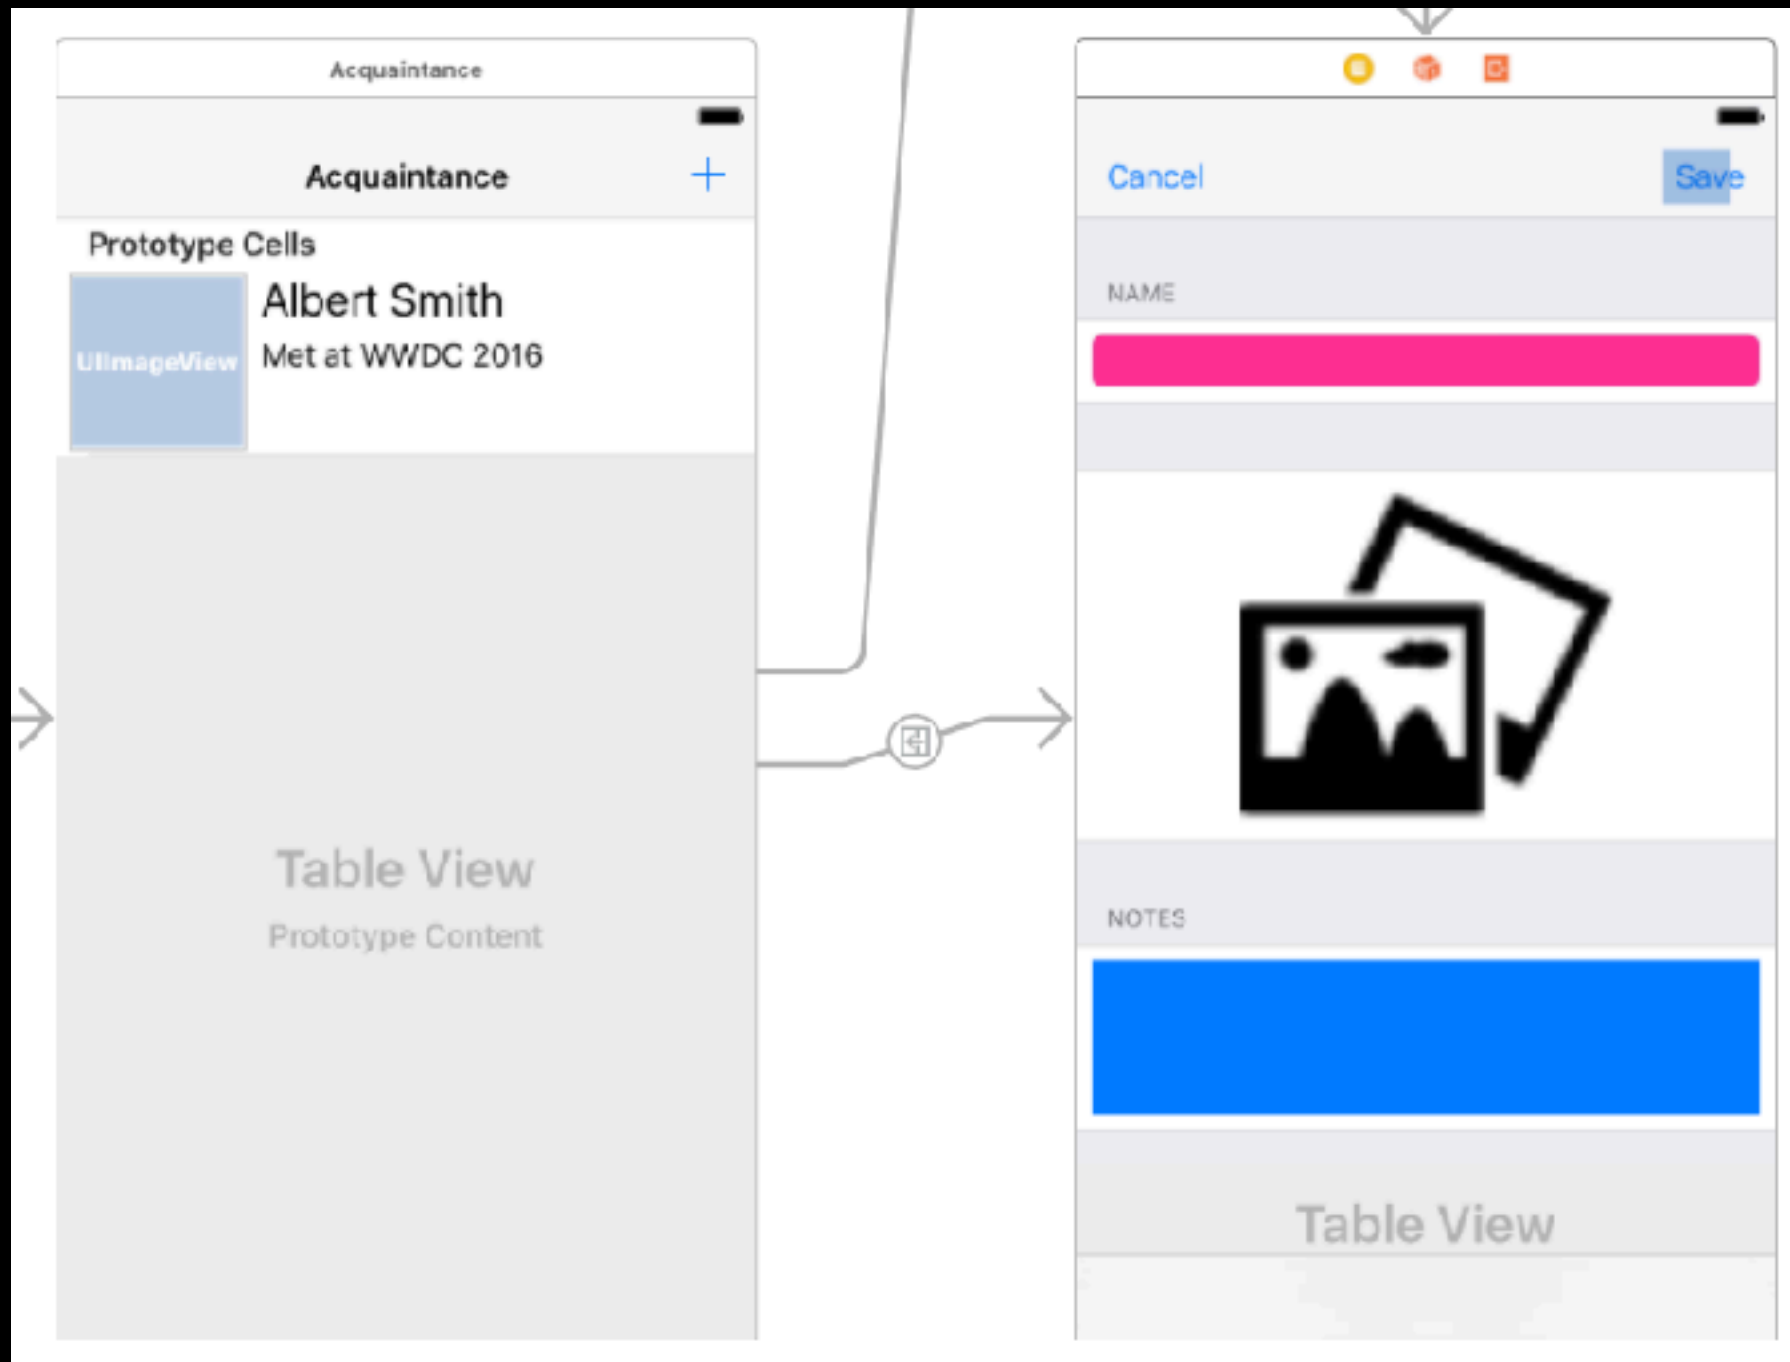 Acquaintance
Acquaintance
Prototype Cells
Albert Smith
Met at WWDC 2016
UIImageView
Table View
Prototype Content
Cancel
Save
NAME
NOTES
Table View